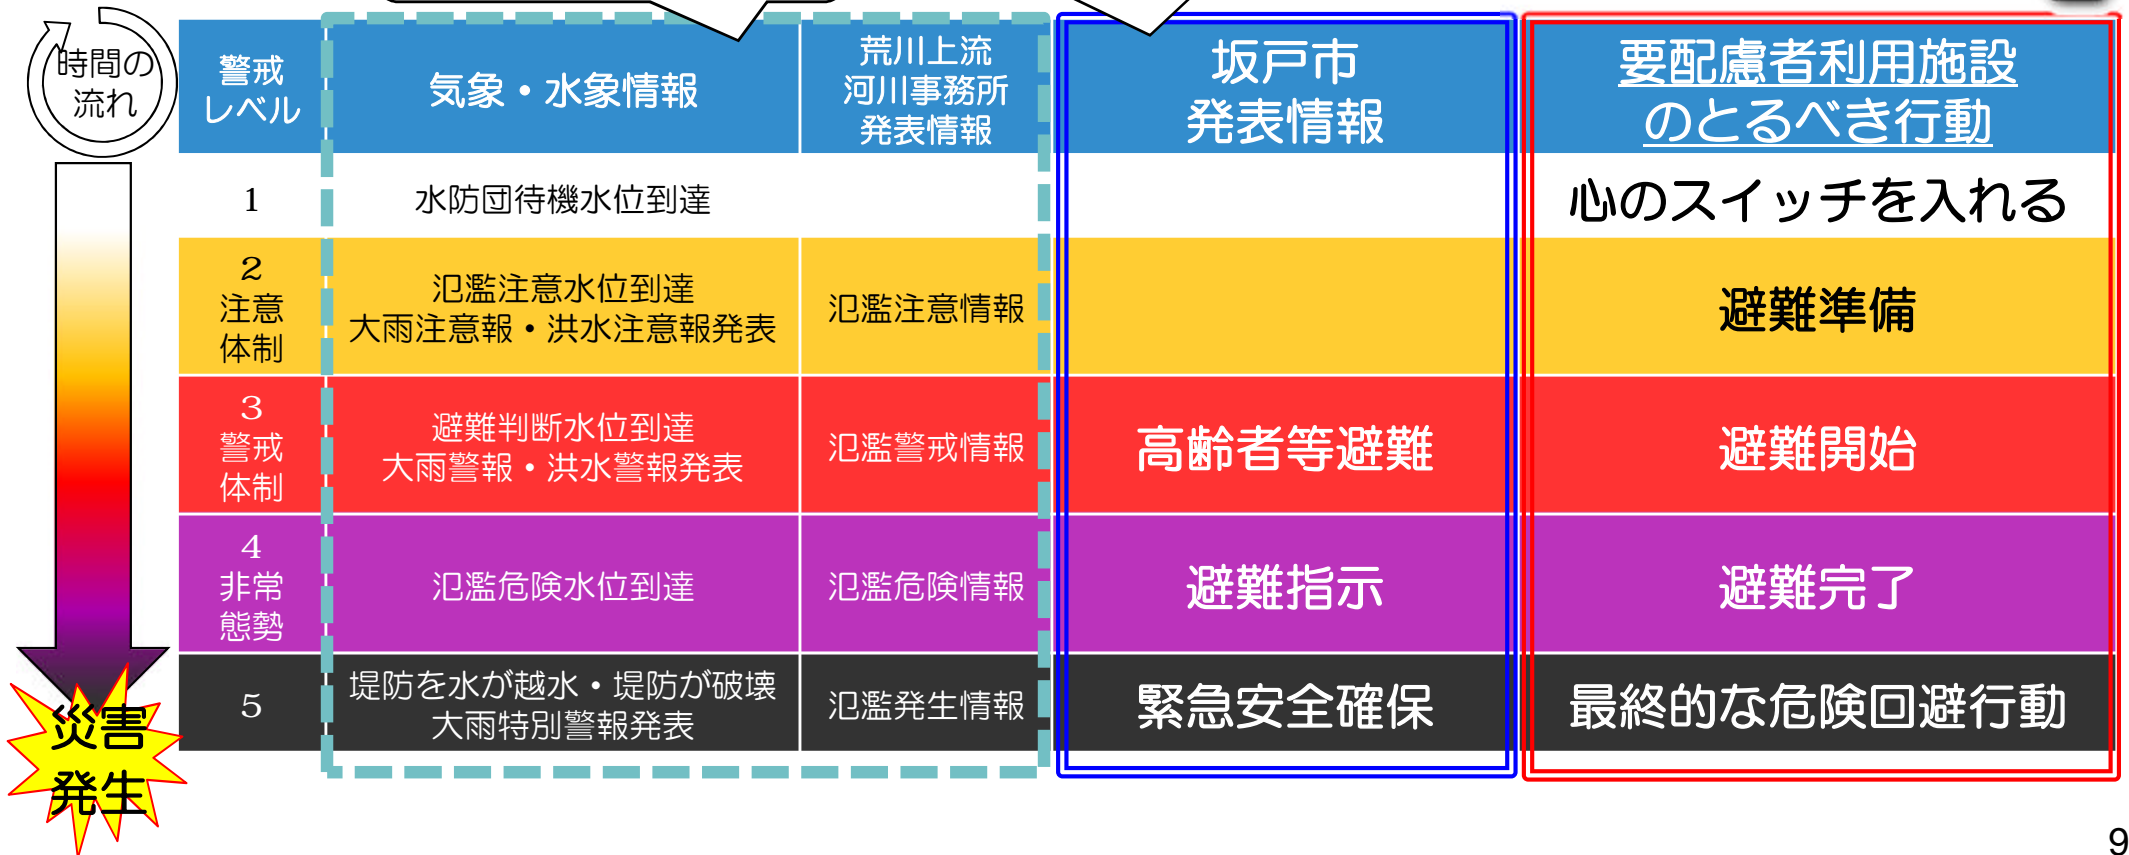 時間の
流れ
警戒
レベル
気象・水象情報
荒川上流
河川事務所
発表情報
坂戸市
発表情報
要配慮者利用施設
のとるべき行動
1
水防団待機水位到達
心のスイッチを入れる
2
注意
体制
氾濫注意水位到達
大雨注意報・洪水注意報発表
氾濫注意情報
避難準備
3
警戒
体制
避難判断水位到達
大雨警報・洪水警報発表
氾濫警戒情報
高齢者等避難
避難開始
4
非常
態勢
氾濫危険水位到達
氾濫危険情報
避難指示
避難完了
5
堤防を水が越水・堤防が破壊
大雨特別警報発表
氾濫発生情報
緊急安全確保
最終的な危険回避行動
災害
発生
9